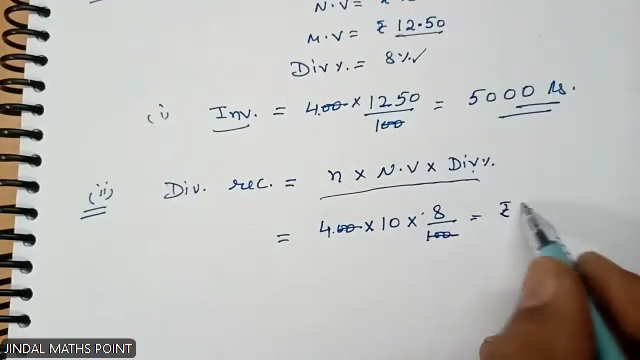 N.V = ₹
M.V = ₹ 12.50
Div %. = 8% ✓
(i) Inv. = 400 × 1250/100 = 5000 Rs.
(ii) Div. rec. = n × N.V × Div %.
= 400 × 10 × 8/100 = ₹
JINDAL MATHS POINT